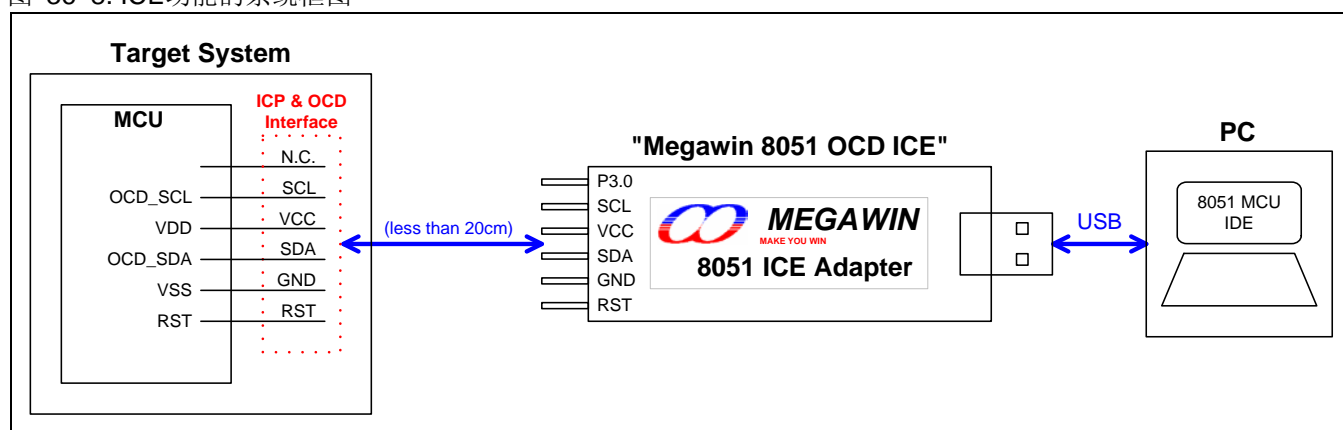 Target System
MCU
ICP & OCD
Interface
N.C.
OCD_SCL
SCL
VDD
VCC
OCD_SDA
SDA
VSS
GND
RST
RST
(less than 20cm)
"Megawin 8051 OCD ICE"
P3.0
SCL
VCC
SDA
GND
RST
MEGAWIN
MAKE YOU WIN
8051 ICE Adapter
USB
PC
8051 MCU
IDE